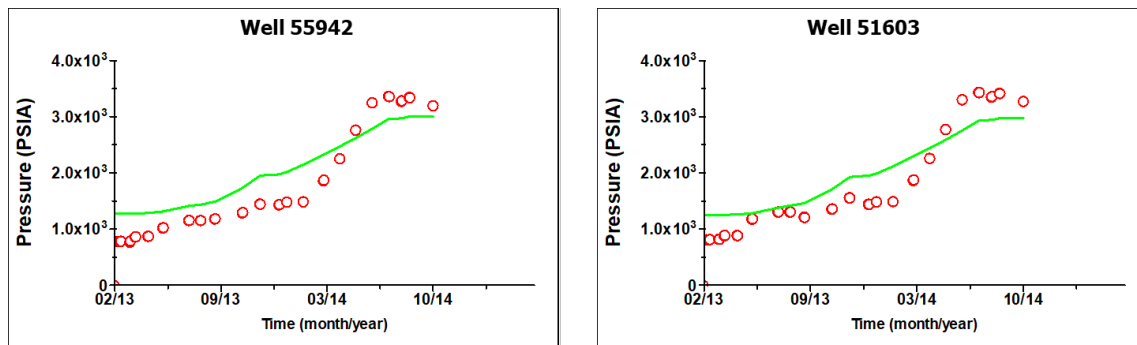 Well 55942
4.0x10³
3.0x10³
2.0x10³
1.0x10³
0
Pressure (PSIA)
02/13 09/13 03/14 10/14
Time (month/year)
Well 51603
4.0x10³
3.0x10³
2.0x10³
1.0x10³
0
Pressure (PSIA)
02/13 09/13 03/14 10/14
Time (month/year)